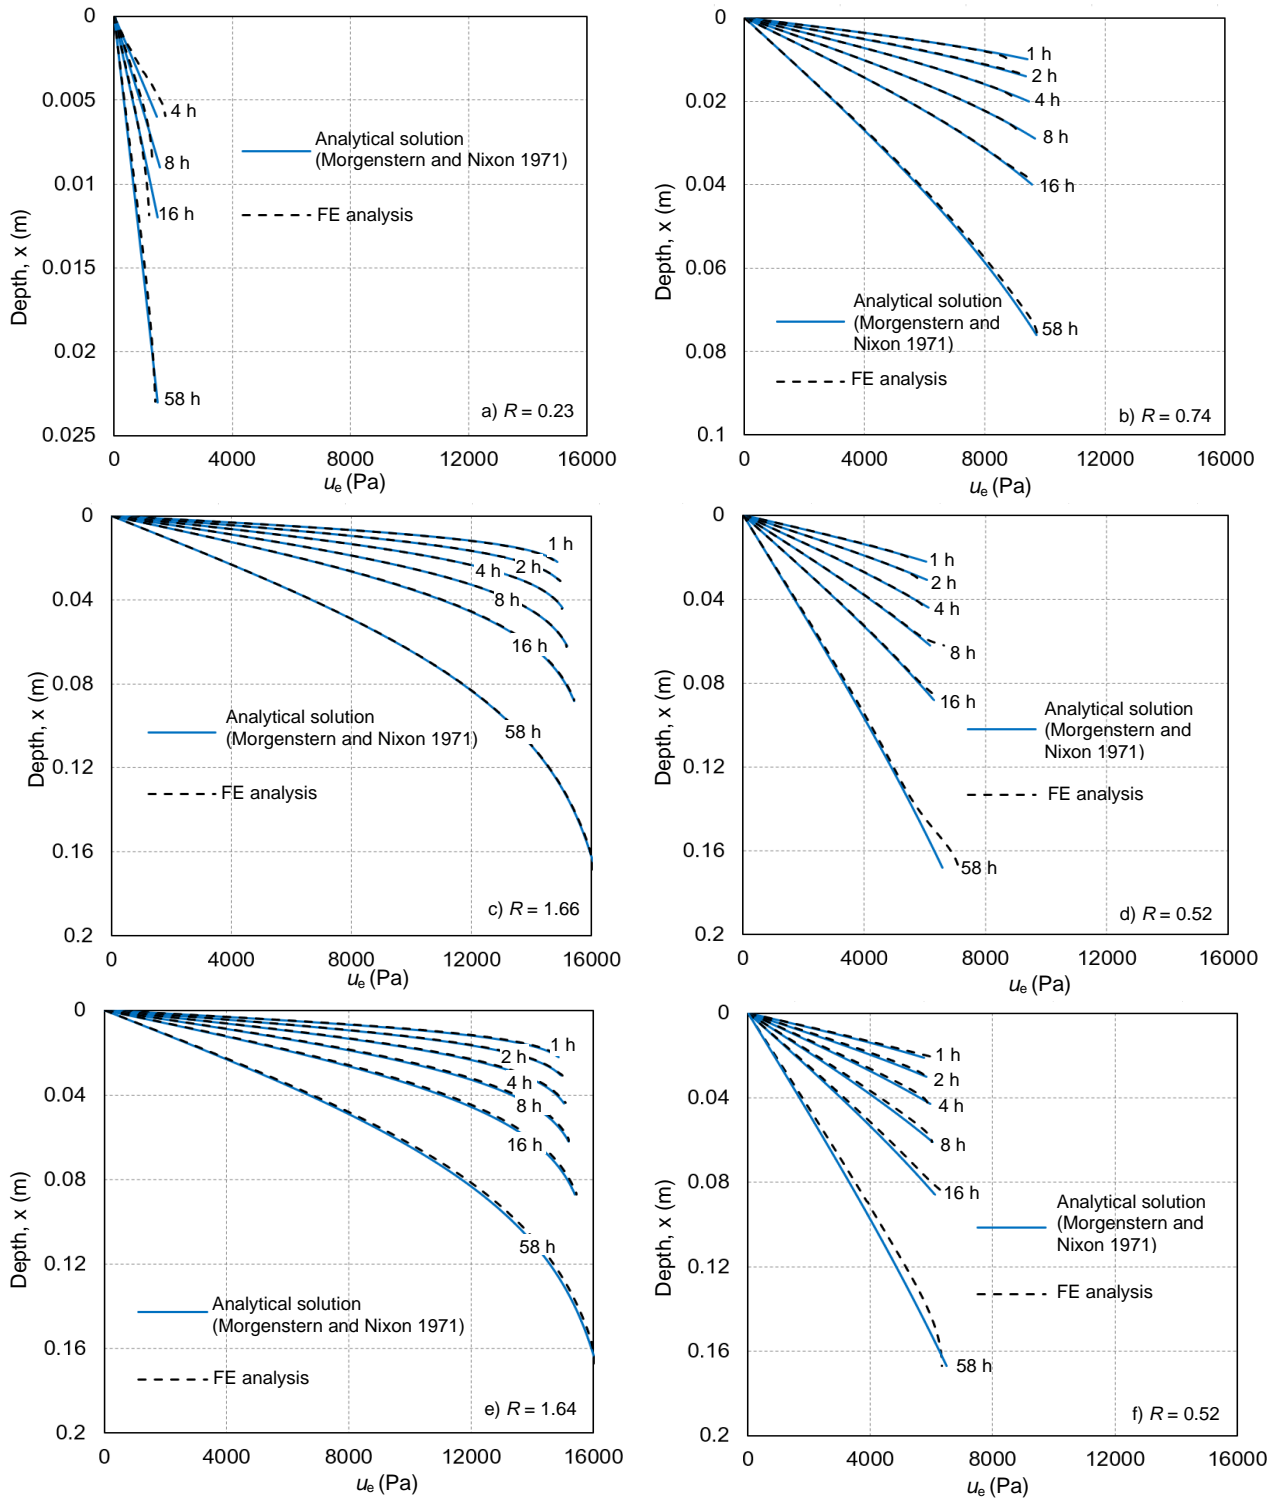 0
0.005
0.01
0.015
0.02
0.025
Depth, x (m)
4 h
8 h
16 h
58 h
Analytical solution
(Morgenstern and Nixon 1971)
FE analysis
a) R = 0.23
0 4000 8000 12000 16000
uₑ (Pa)
0
0.02
0.04
0.06
0.08
0.1
Depth, x (m)
1 h
2 h
4 h
8 h
16 h
58 h
Analytical solution
(Morgenstern and
Nixon 1971)
FE analysis
b) R = 0.74
0 4000 8000 12000 16000
uₑ (Pa)
0
0.04
0.08
0.12
0.16
0.2
Depth, x (m)
1 h
2 h
4 h
8 h
16 h
58 h
Analytical solution
(Morgenstern and Nixon 1971)
FE analysis
c) R = 1.66
0 4000 8000 12000 16000
uₑ (Pa)
0
0.04
0.08
0.12
0.16
0.2
Depth, x (m)
1 h
2 h
4 h
8 h
16 h
58 h
Analytical solution
(Morgenstern and
Nixon 1971)
FE analysis
d) R = 0.52
0 4000 8000 12000 16000
uₑ (Pa)
0
0.04
0.08
0.12
0.16
0.2
Depth, x (m)
1 h
2 h
4 h
8 h
16 h
58 h
Analytical solution
(Morgenstern and Nixon 1971)
FE analysis
e) R = 1.64
0 4000 8000 12000 16000
uₑ (Pa)
0
0.04
0.08
0.12
0.16
0.2
Depth, x (m)
1 h
2 h
4 h
8 h
16 h
58 h
Analytical solution
(Morgenstern and
Nixon 1971)
FE analysis
f) R = 0.52
0 4000 8000 12000 16000
uₑ (Pa)